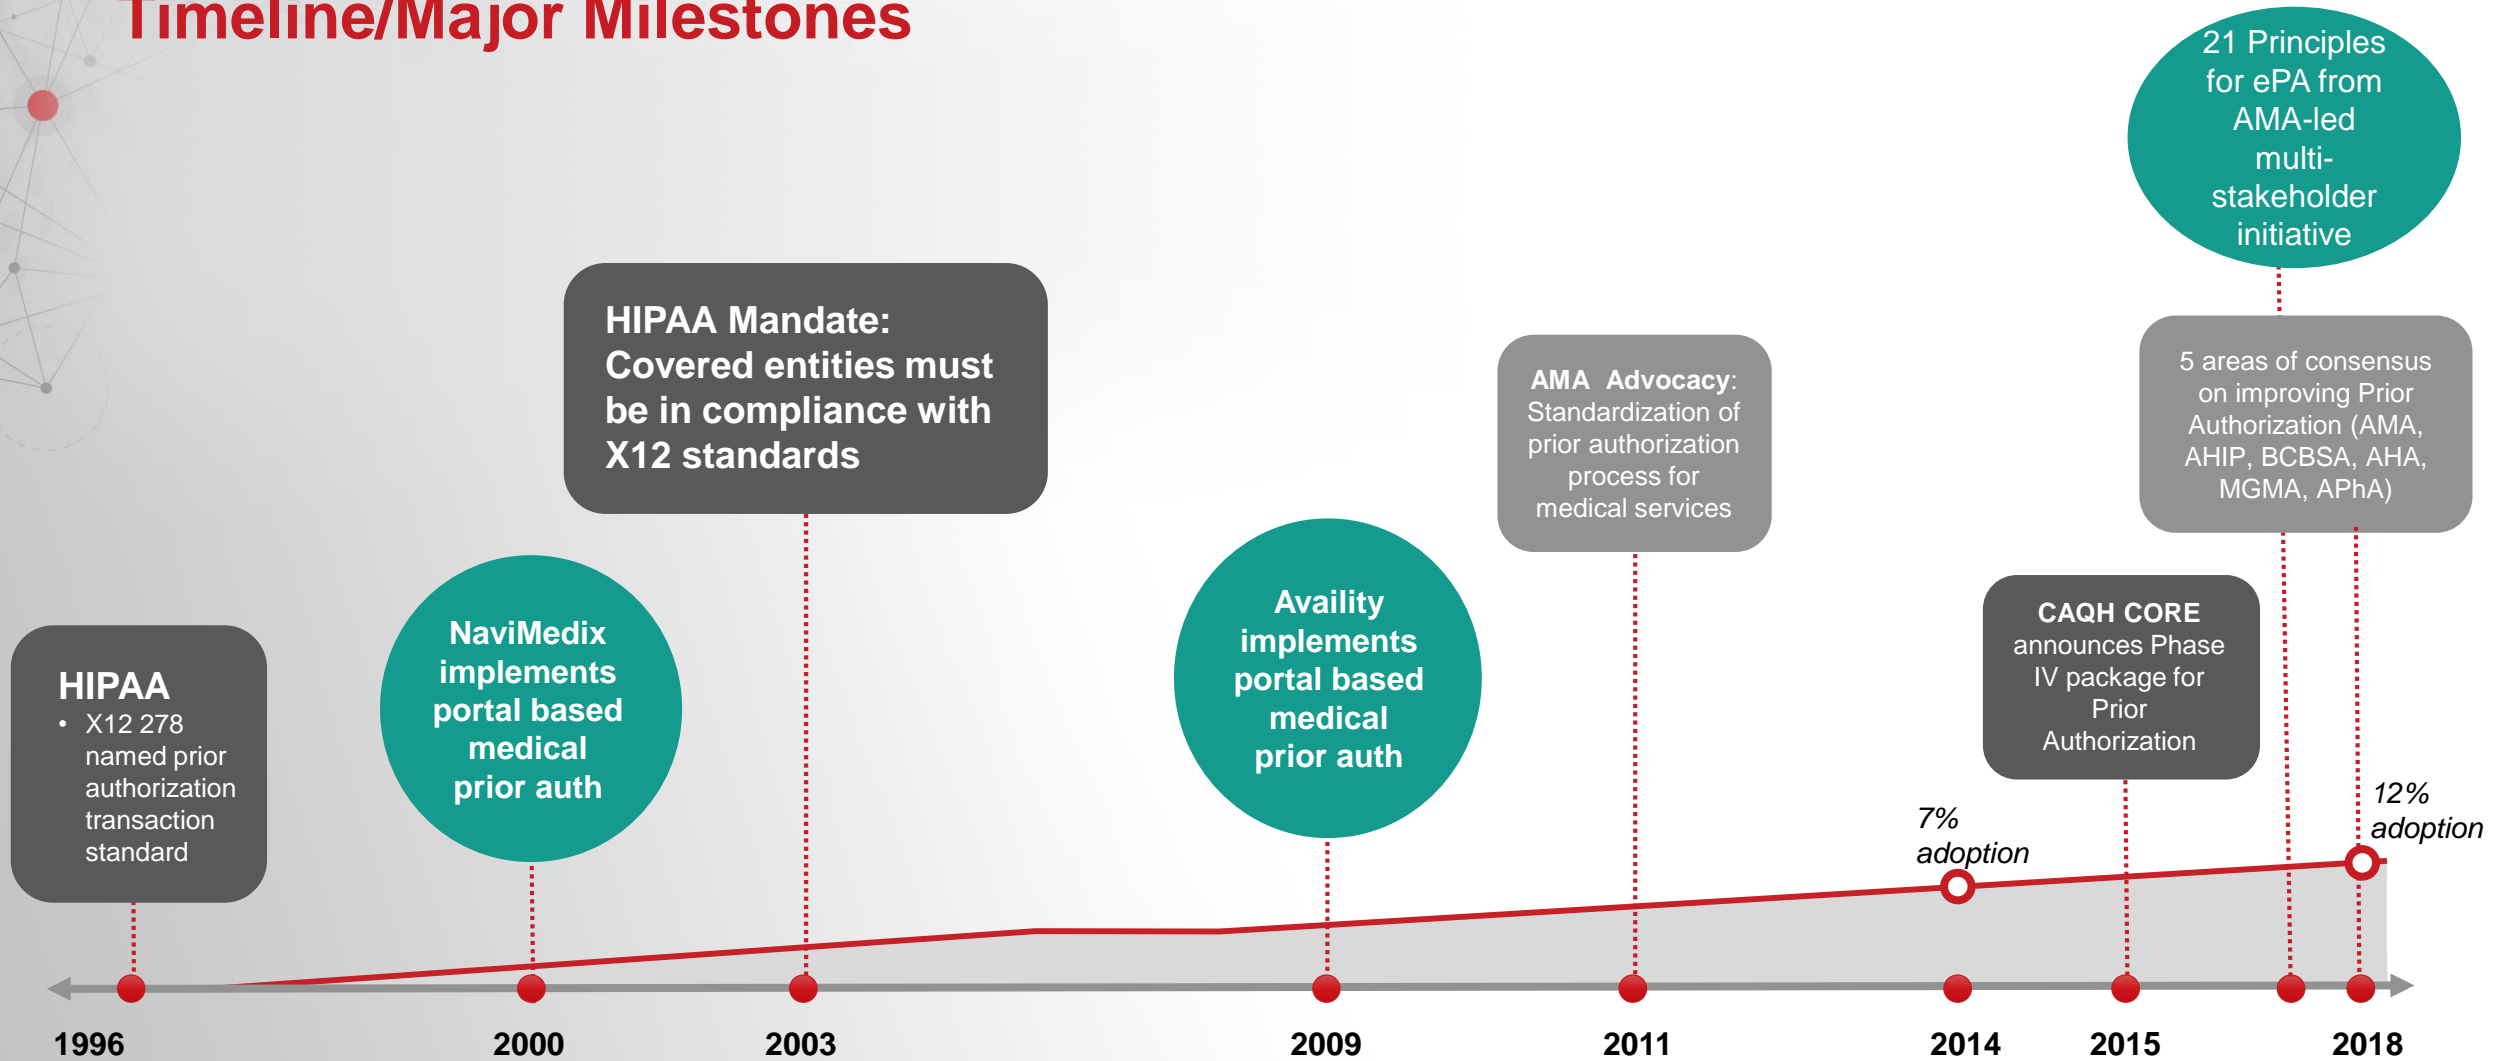 Timeline/Major Milestones
21 Principles
for ePA from
AMA-led
multi-
stakeholder
initiative
HIPAA Mandate:
Covered entities must
be in compliance with
X12 standards
5 areas of consensus
on improving Prior
Authorization (AMA,
AHIP, BCBSA, AHA,
MGMA, APhA)
AMA Advocacy:
Standardization of
prior authorization
process for
medical services
NaviMedix
implements
portal based
medical
prior auth
Availity
implements
portal based
medical
prior auth
CAQH CORE
announces Phase
IV package for
Prior
Authorization
HIPAA
• X12 278
named prior
authorization
transaction
standard
7%
adoption
12%
adoption
1996 2000 2003 2009 2011 2014 2015 2018